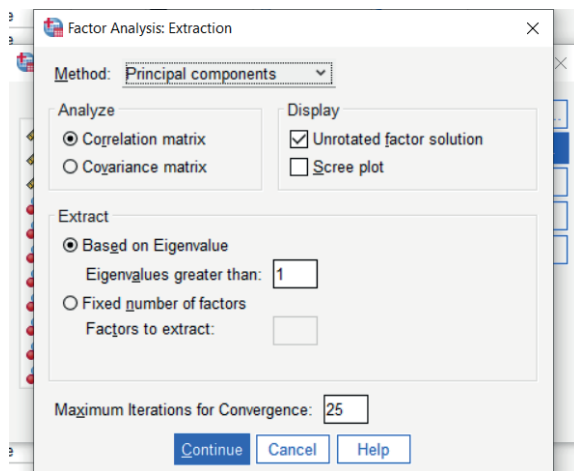 Factor Analysis: Extraction
Method: Principal components
Analyze
Correlation matrix
Covariance matrix
Display
Unrotated factor solution
Scree plot
Extract
Based on Eigenvalue
Eigenvalues greater than: 1
Fixed number of factors
Factors to extract:
Maximum Iterations for Convergence: 25
Continue Cancel Help